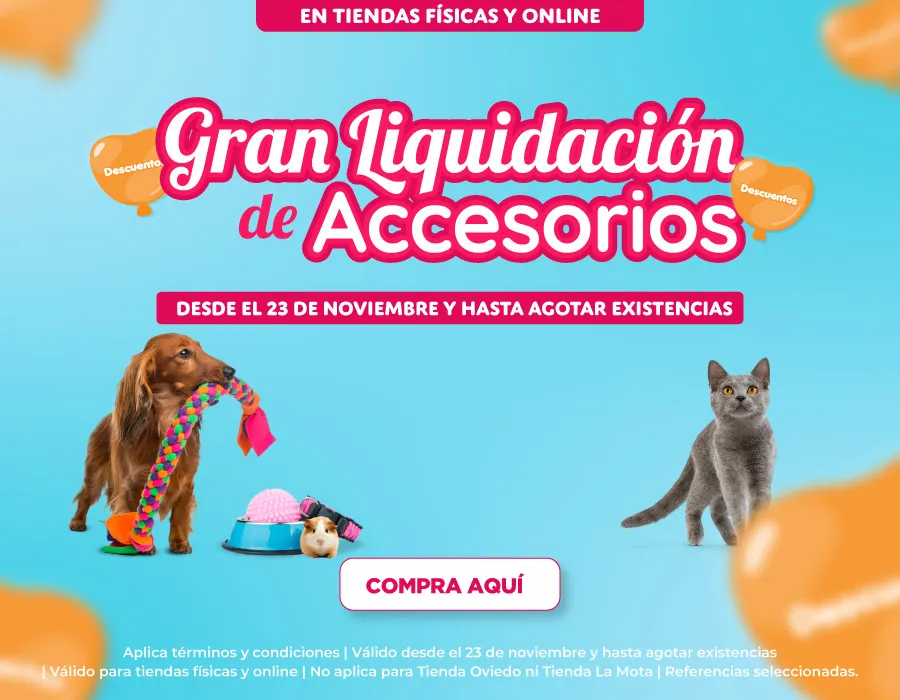 EN TIENDAS FÍSICAS Y ONLINE
Gran Liquidación
Descuentos
de Accesorios
Descuentos
DESDE EL 23 DE NOVIEMBRE Y HASTA AGOTAR EXISTENCIAS
COMPRA AQUÍ
Aplica términos y condiciones | Válido desde el 23 de noviembre y hasta agotar existencias
| Válido para tiendas físicas y online | No aplica para Tienda Oviedo ni Tienda La Mota | Referencias seleccionadas.